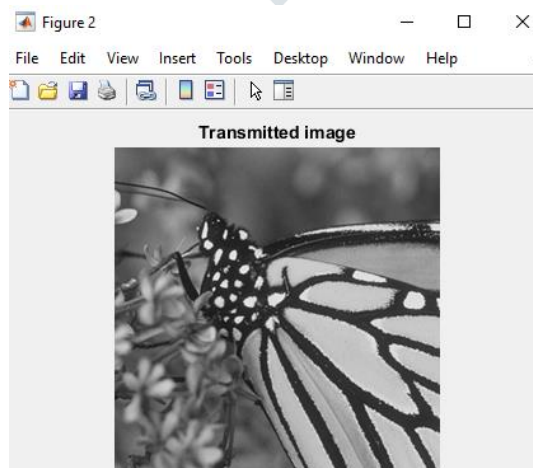 Figure 2
File Edit View Insert Tools Desktop Window Help
Transmitted image